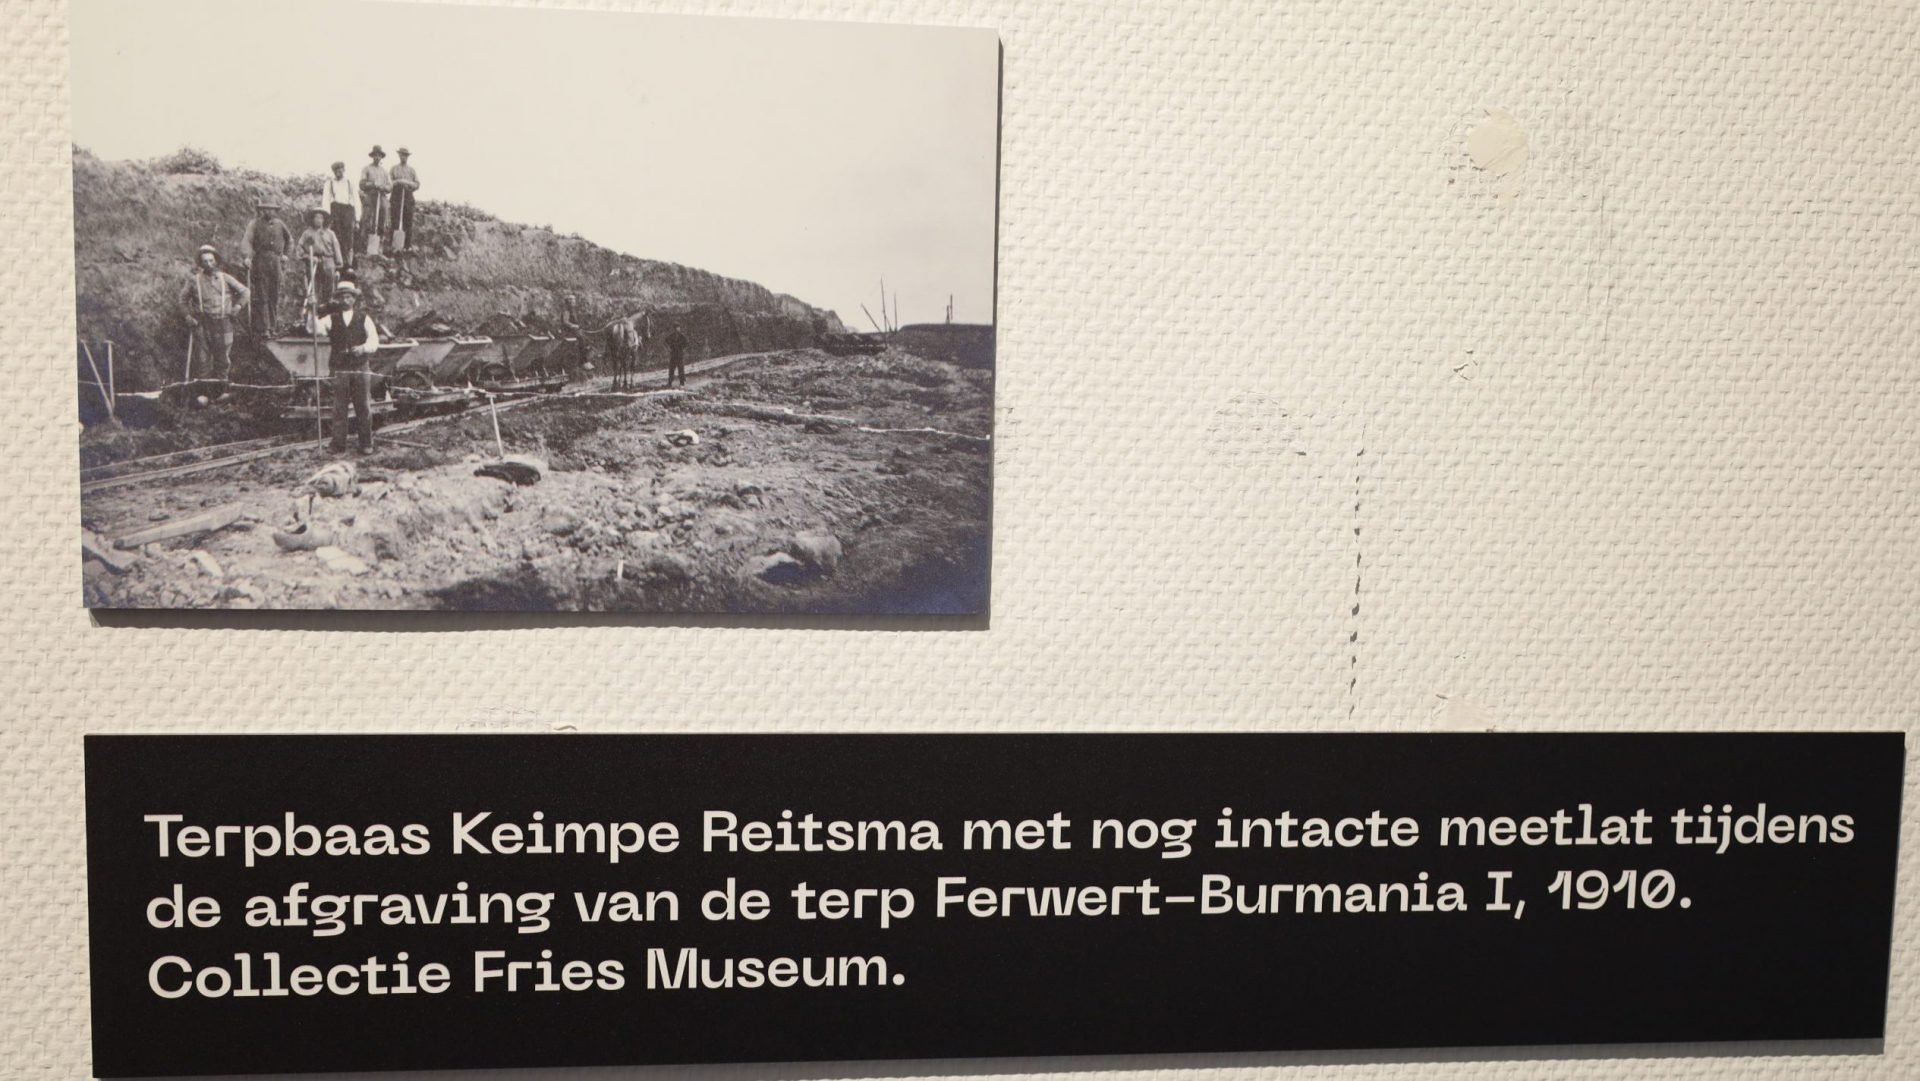 Terpbaas Keimpe Reitsma met nog intacte meetlat tijdens
de afgraving van de terp Ferwert-Burmania I, 1910.
Collectie Fries Museum.